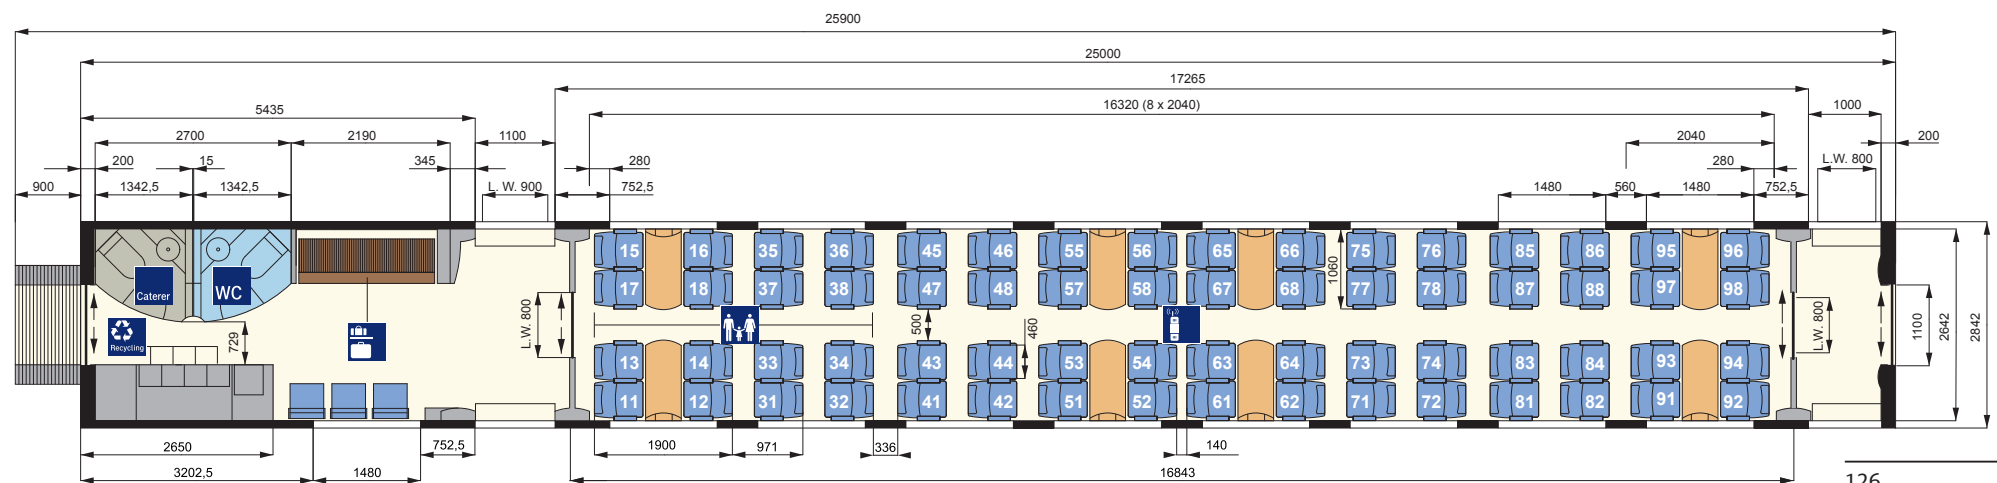 25900
25000
17265
16320 (8 x 2040)
5435 1000
2700 2190 1100 2040
200 15 345 280 280 200
L.W. 800
900 1342,5 1342,5 L. W. 900 752,5 1480 560 1480 752,5
15 16 35 36 45 46 55 56 65 66 75 76 85 86 95 96
17 18 37 38 47 48 57 58 67 68 77 78 87 88 97 98
1060
Caterer WC
Recycling
729 L.W. 800 500 460 L.W. 800 1100 2642 2842
13 14 33 34 43 44 53 54 63 64 73 74 83 84 93 94
11 12 31 32 41 42 51 52 61 62 71 72 81 82 91 92
2650 752,5 1900 971 336 140
3202,5 1480 16843
126